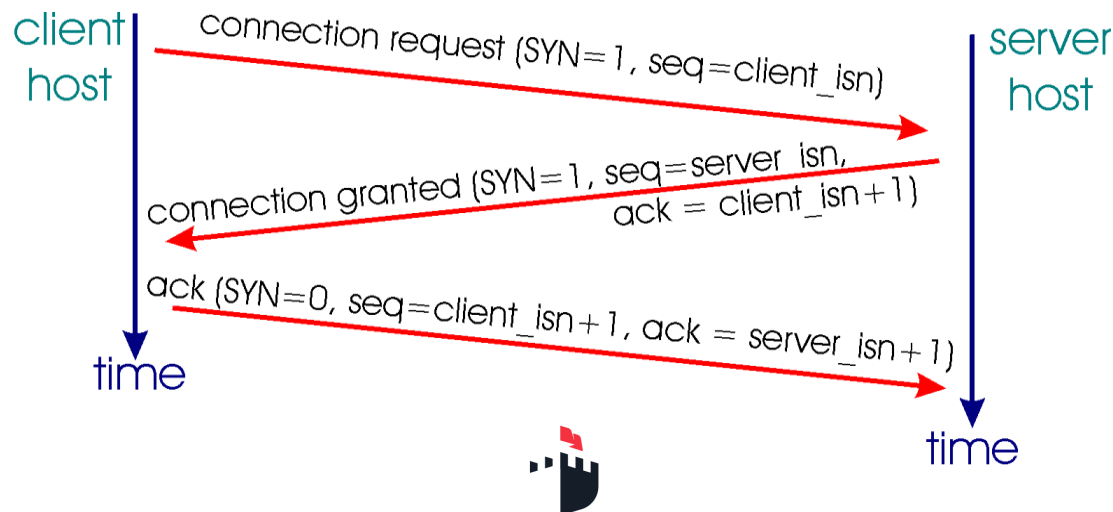 client
host
connection request (SYN=1, seq=client_isn)
server
host
connection granted (SYN=1, seq=server_isn,
ack = client_isn+1)
ack (SYN=0, seq=client_isn+1, ack = server_isn+1)
time
time